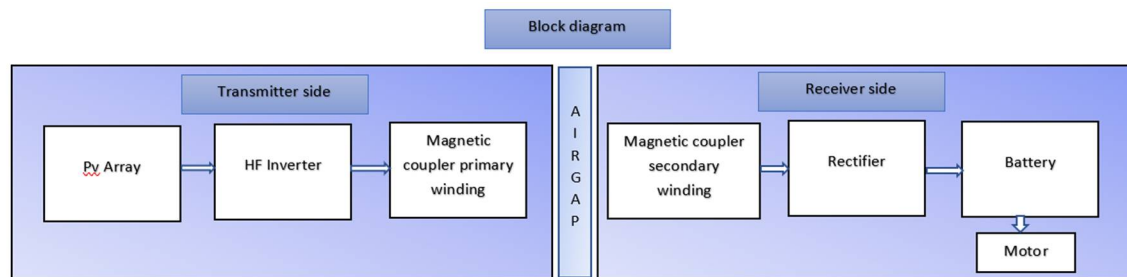 Block diagram
Transmitter side
Pv Array
HF Inverter
Magnetic
coupler primary
winding
A
I
R
G
A
P
Receiver side
Magnetic coupler
secondary
winding
Rectifier
Battery
Motor